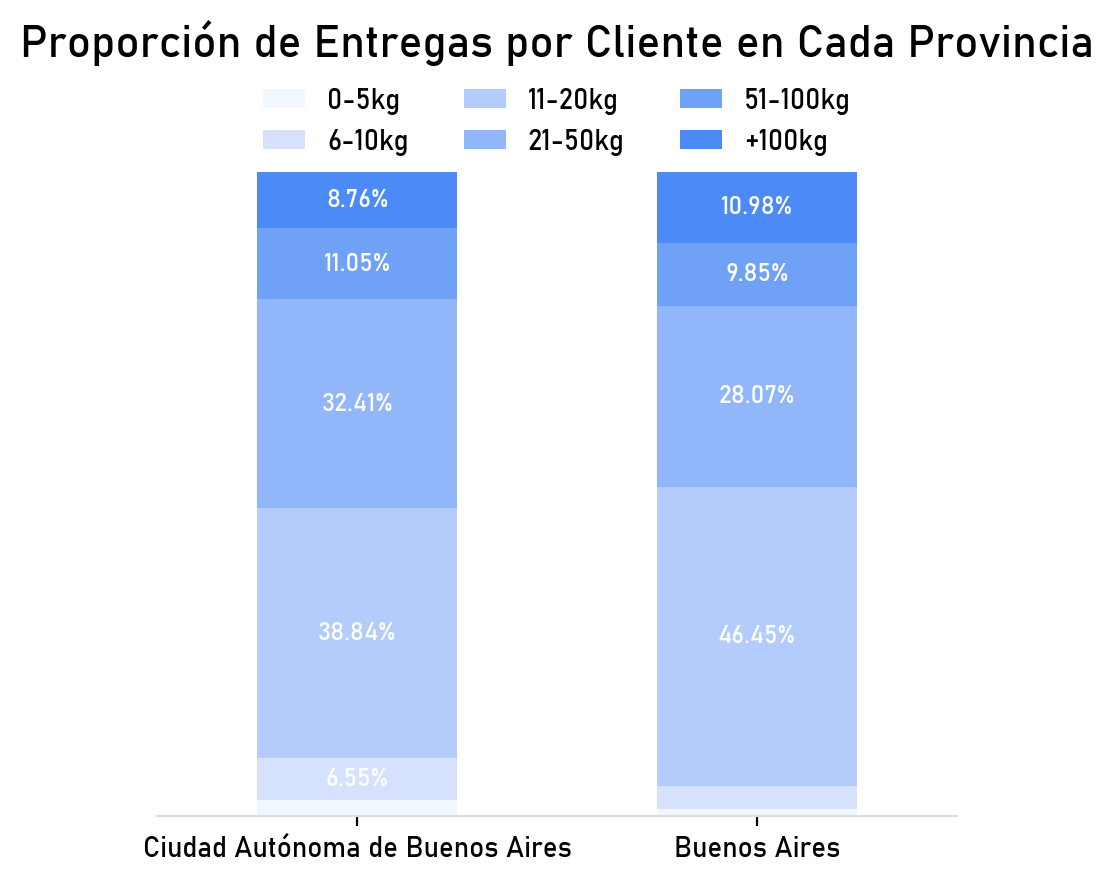 Proporción de Entregas por Cliente en Cada Provincia
0-5kg 11-20kg 51-100kg
6-10kg 21-50kg +100kg
8.76% 10.98%
11.05% 9.85%
32.41% 28.07%
38.84% 46.45%
6.55%
Ciudad Autónoma de Buenos Aires Buenos Aires